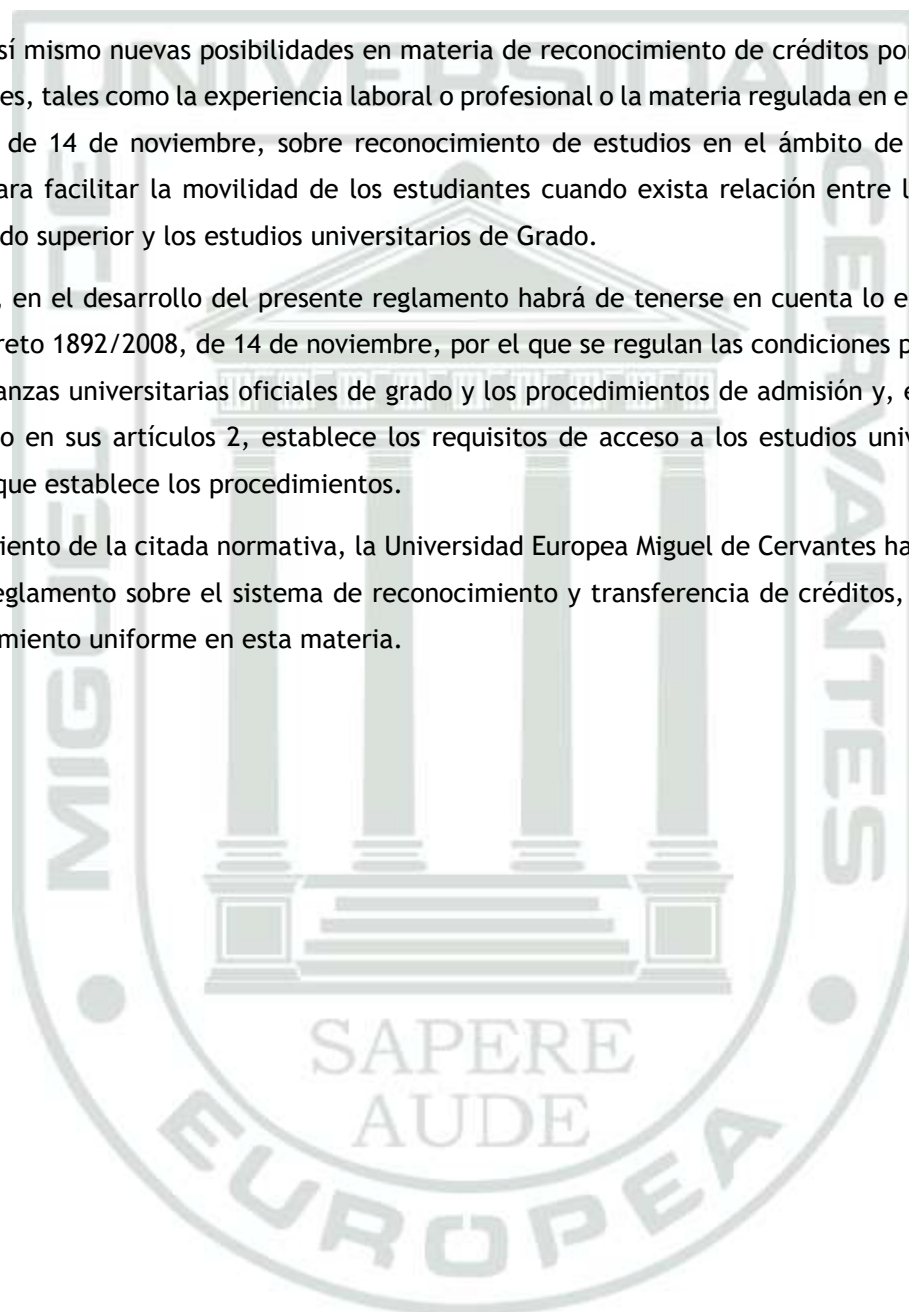 sí mismo nuevas posibilidades en materia de reconocimiento de créditos por
es, tales como la experiencia laboral o profesional o la materia regulada en e
de 14 de noviembre, sobre reconocimiento de estudios en el ámbito de
ara facilitar la movilidad de los estudiantes cuando exista relación entre l
do superior y los estudios universitarios de Grado.
, en el desarrollo del presente reglamento habrá de tenerse en cuenta lo e
reto 1892/2008, de 14 de noviembre, por el que se regulan las condiciones p
anzas universitarias oficiales de grado y los procedimientos de admisión y, e
o en sus artículos 2, establece los requisitos de acceso a los estudios univ
que establece los procedimientos.
iento de la citada normativa, la Universidad Europea Miguel de Cervantes ha
eglamento sobre el sistema de reconocimiento y transferencia de créditos,
miento uniforme en esta materia.
UNIVERSIDAD
MIGUEL DE
CERVANTES
SAPERE
AUDE
EUROPEA